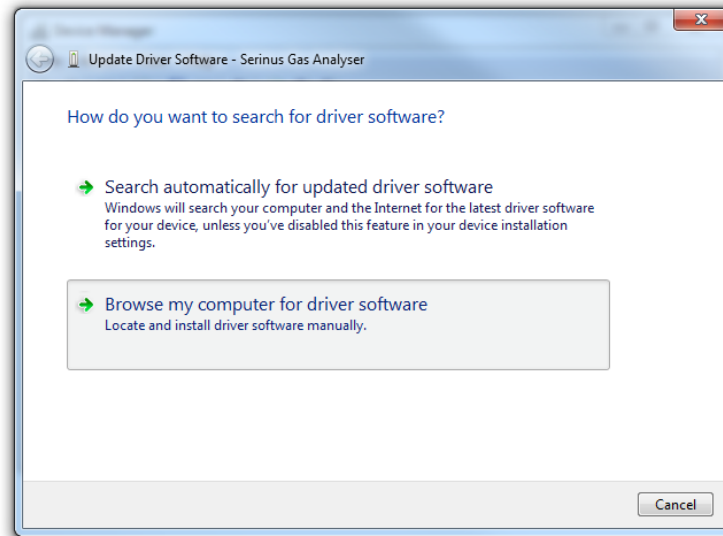 Device Manager
Update Driver Software - Serinus Gas Analyser
How do you want to search for driver software?
Search automatically for updated driver software
Windows will search your computer and the Internet for the latest driver software
for your device, unless you've disabled this feature in your device installation
settings.
Browse my computer for driver software
Locate and install driver software manually.
Cancel